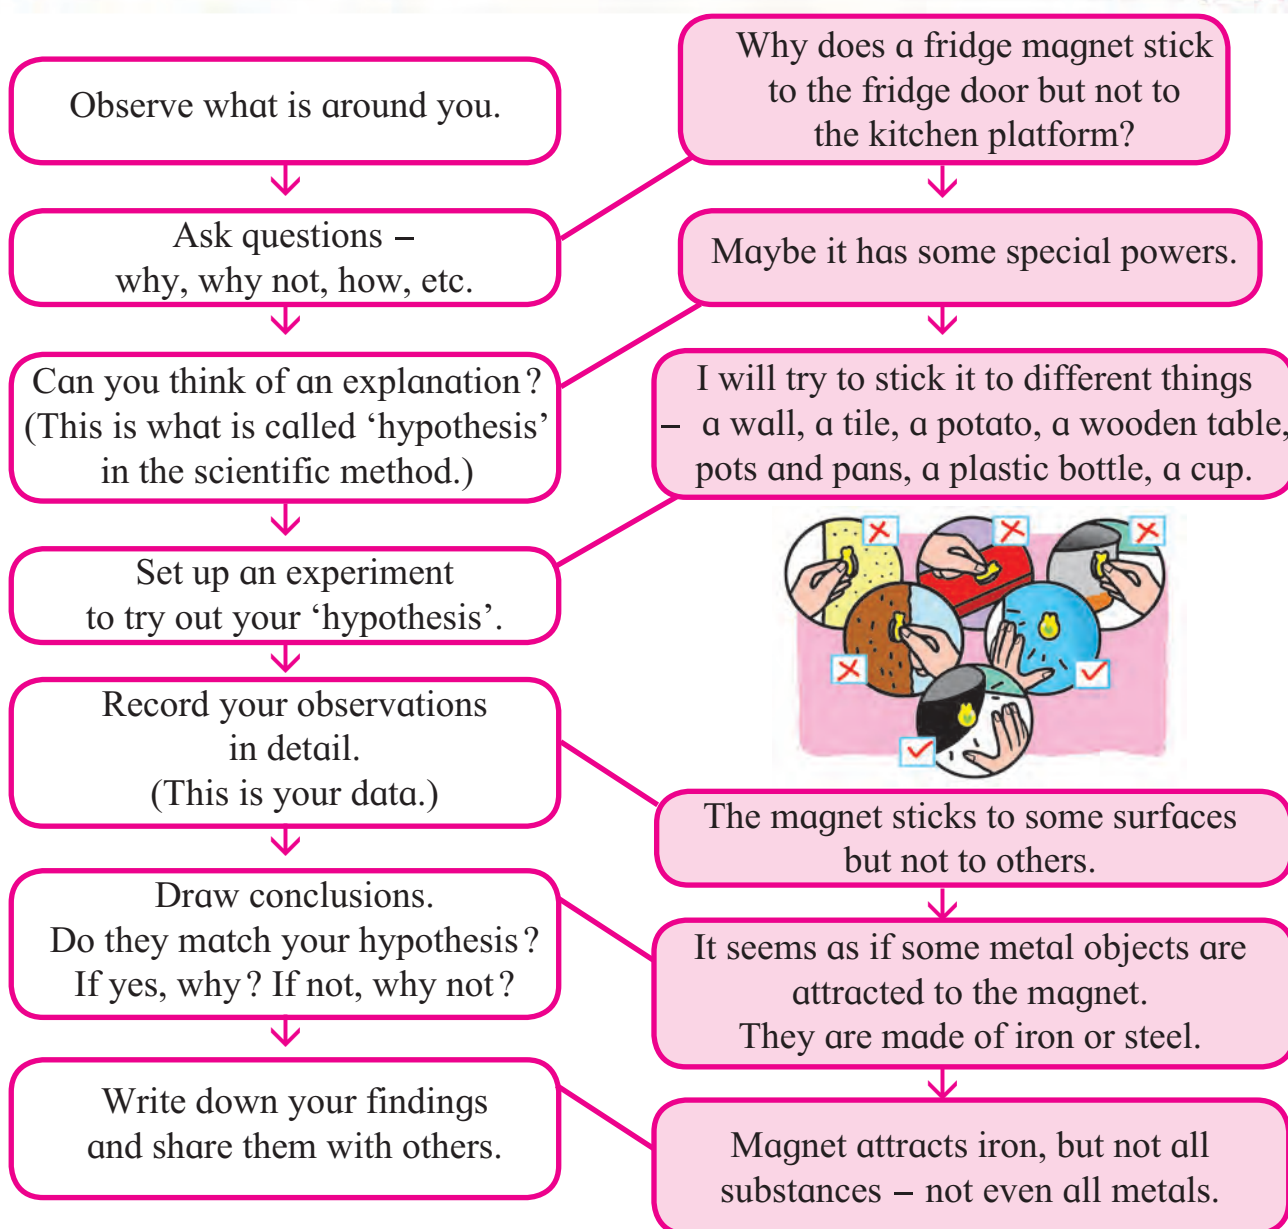 Observe what is around you.
Ask questions –
why, why not, how, etc.
Can you think of an explanation?
(This is what is called ‘hypothesis’
in the scientific method.)
Set up an experiment
to try out your ‘hypothesis’.
Record your observations
in detail.
(This is your data.)
Draw conclusions.
Do they match your hypothesis?
If yes, why? If not, why not?
Write down your findings
and share them with others.
Why does a fridge magnet stick
to the fridge door but not to
the kitchen platform?
Maybe it has some special powers.
I will try to stick it to different things
– a wall, a tile, a potato, a wooden table,
pots and pans, a plastic bottle, a cup.
The magnet sticks to some surfaces
but not to others.
It seems as if some metal objects are
attracted to the magnet.
They are made of iron or steel.
Magnet attracts iron, but not all
substances – not even all metals.